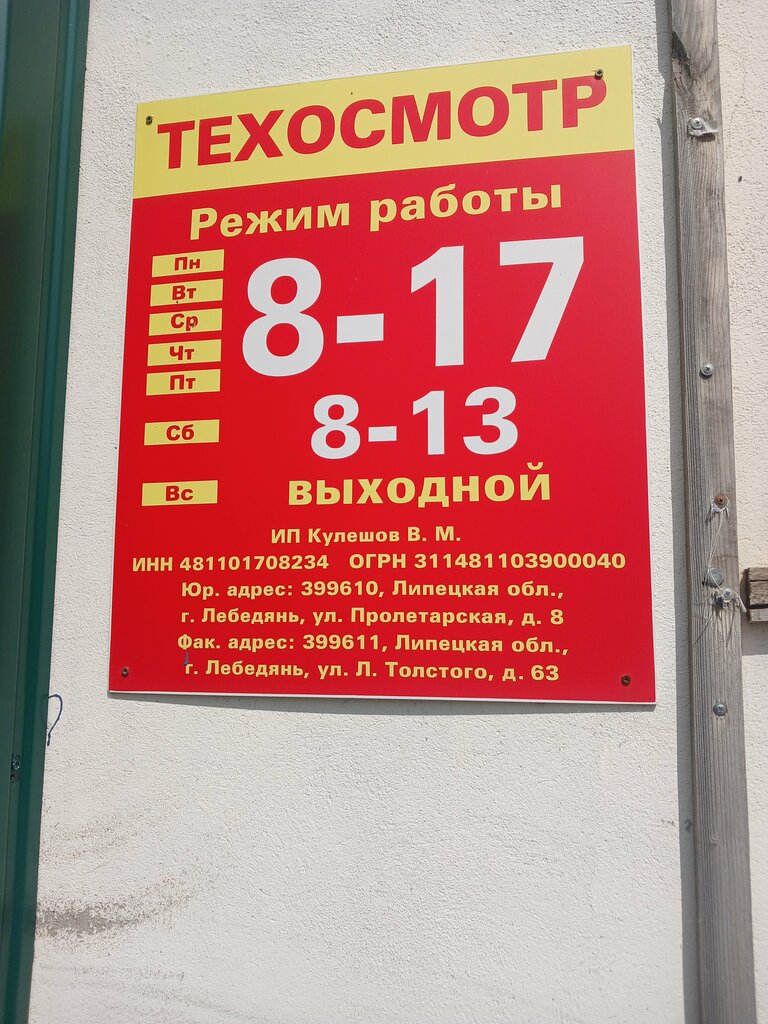 ТЕХОСМОТР
Режим работы
Пн
Вт
Ср
Чт
Пт
8-17
Сб 8-13
Вс выходной
ИП Кулешов В. М.
ИНН 481101708234 ОГРН 311481103900040
Юр. адрес: 399610, Липецкая обл.,
г. Лебедянь, ул. Пролетарская, д. 8
Фак. адрес: 399611, Липецкая обл.,
г. Лебедянь, ул. Л. Толстого, д. 63